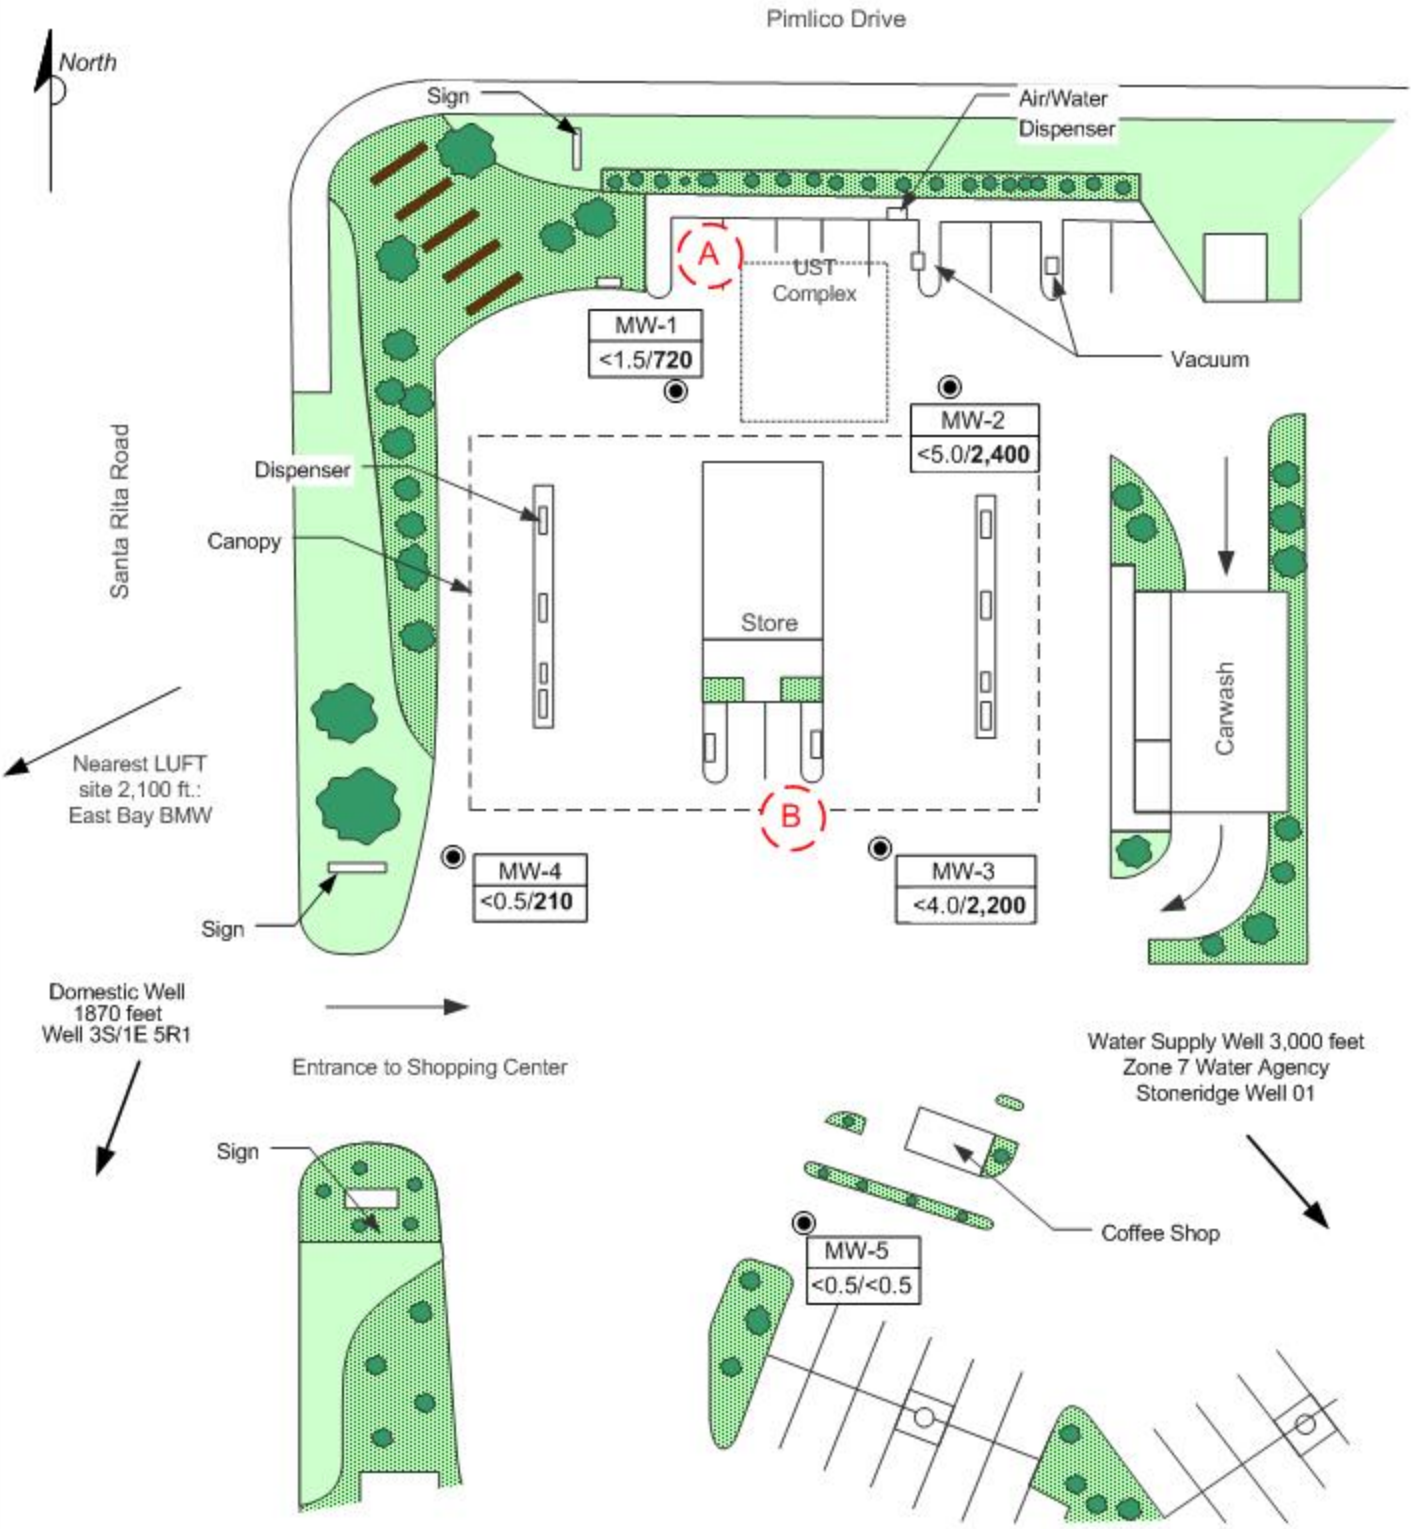 Pimlico Drive
North
Sign
Air/Water
Dispenser
A
UST
Complex
MW-1
<1.5/720
Vacuum
MW-2
<5.0/2,400
Santa Rita Road
Dispenser
Canopy
Store
Carwash
Nearest LUFT
site 2,100 ft.:
East Bay BMW
B
MW-4
<0.5/210
MW-3
<4.0/2,200
Sign
Domestic Well
1870 feet
Well 3S/1E 5R1
Entrance to Shopping Center
Water Supply Well 3,000 feet
Zone 7 Water Agency
Stoneridge Well 01
Sign
Coffee Shop
MW-5
<0.5/<0.5